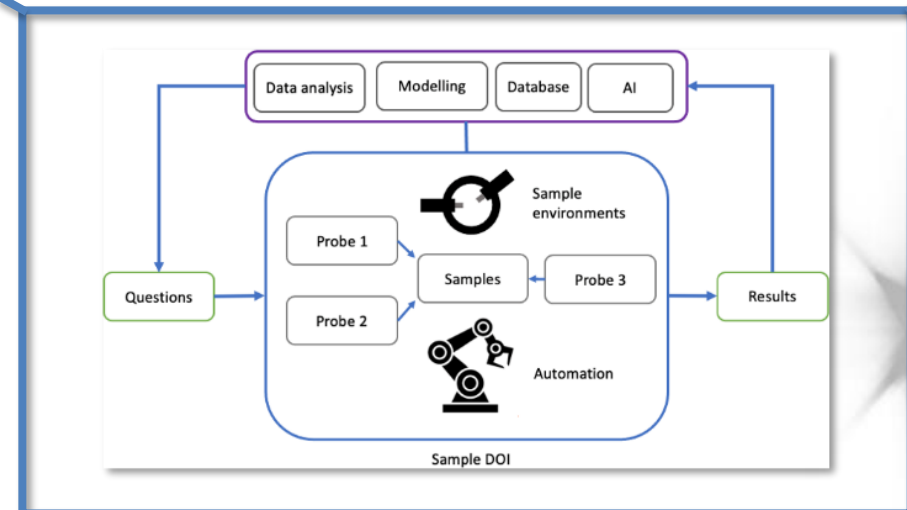 Data analysis
Modelling
Database
AI
Sample
environments
Probe 1
Samples
Probe 3
Questions
Results
Probe 2
Automation
Sample DOI